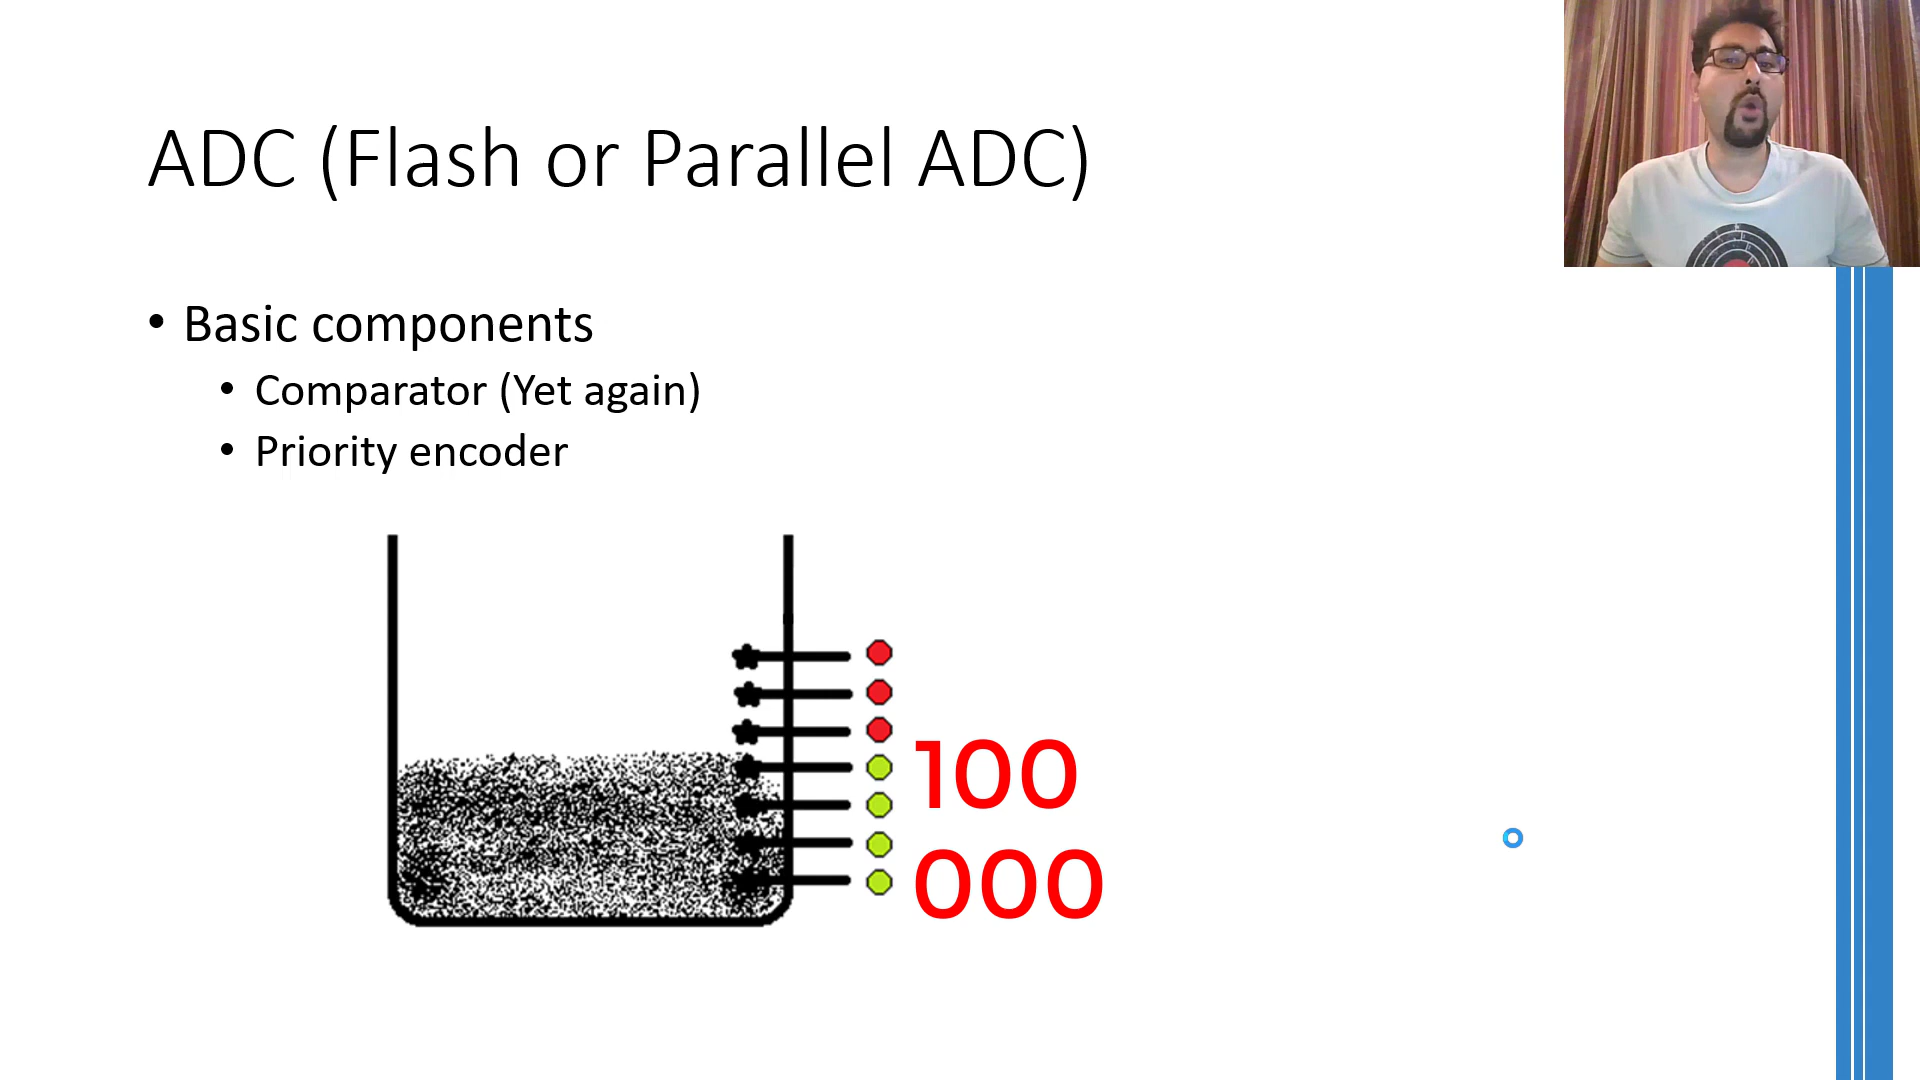 ADC (Flash or Parallel ADC)
• Basic components
• Comparator (Yet again)
• Priority encoder
100
000